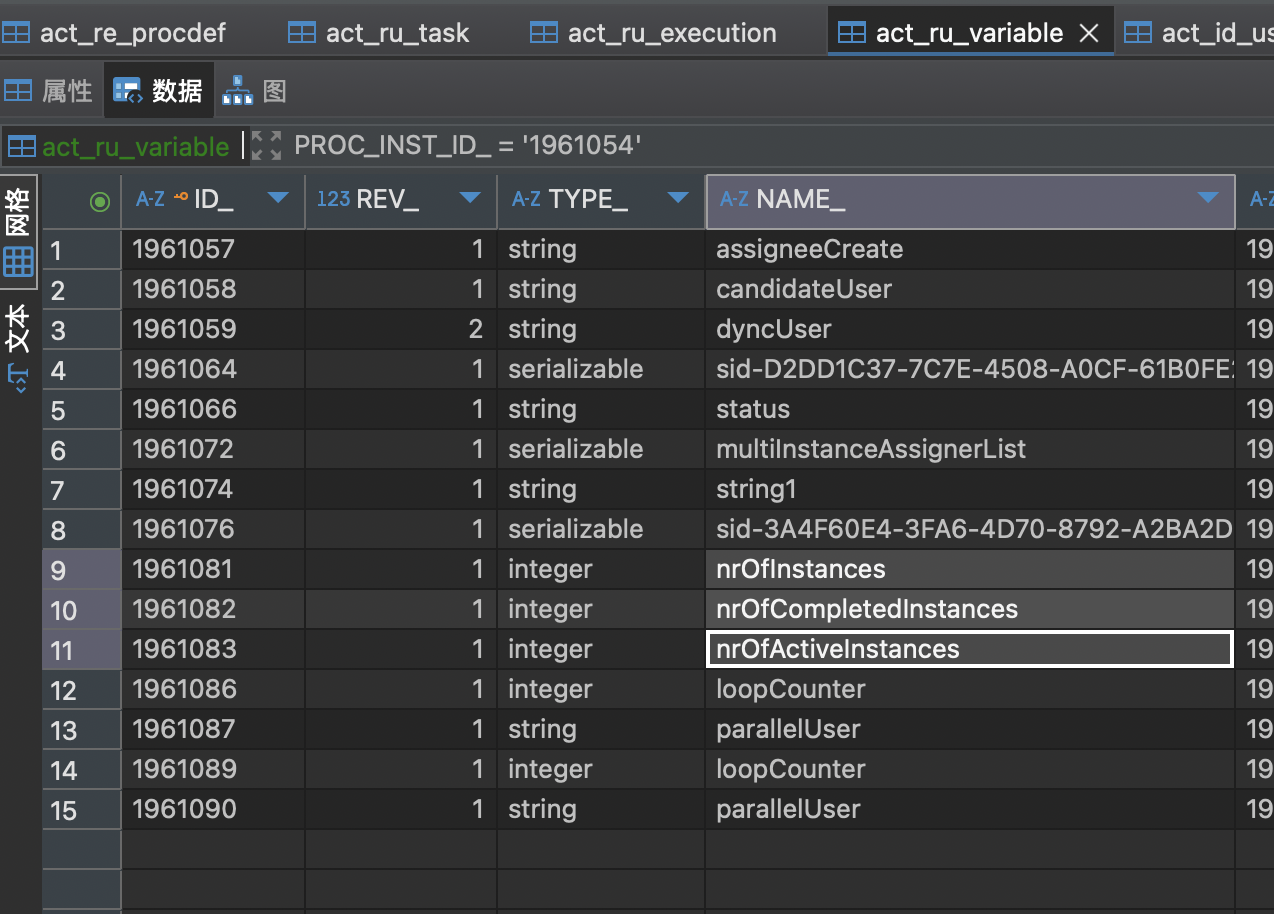 act_re_procdef act_ru_task act_ru_execution act_ru_variable act_id_us
属性 数据 图
act_ru_variable PROC_INST_ID_ = '1961054'
网格
文本
A-Z ID_ 123 REV_ A-Z TYPE_ A-Z NAME_ A-Z
1 1961057 1 string assigneeCreate 19
2 1961058 1 string candidateUser 19
3 1961059 2 string dyncUser 19
4 1961064 1 serializable sid-D2DD1C37-7C7E-4508-A0CF-61B0FE 19
5 1961066 1 string status 19
6 1961072 1 serializable multiInstanceAssignerList 19
7 1961074 1 string string1 19
8 1961076 1 serializable sid-3A4F60E4-3FA6-4D70-8792-A2BA2D 19
9 1961081 1 integer nrOfInstances 19
10 1961082 1 integer nrOfCompletedInstances 19
11 1961083 1 integer nrOfActiveInstances 19
12 1961086 1 integer loopCounter 19
13 1961087 1 string parallelUser 19
14 1961089 1 integer loopCounter 19
15 1961090 1 string parallelUser 19